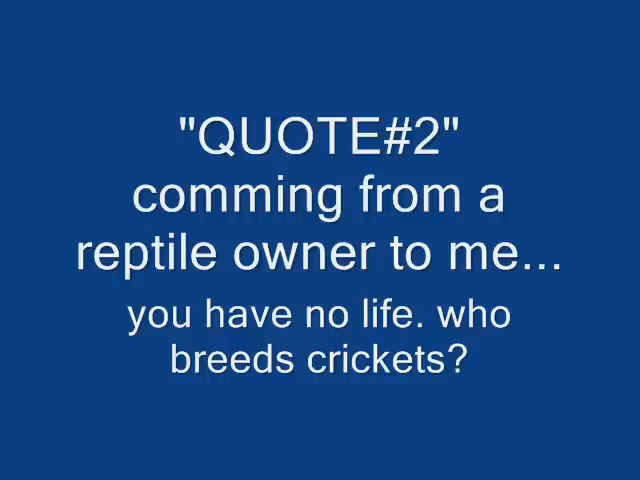 "QUOTE#2"
comming from a
reptile owner to me...
you have no life. who
breeds crickets?